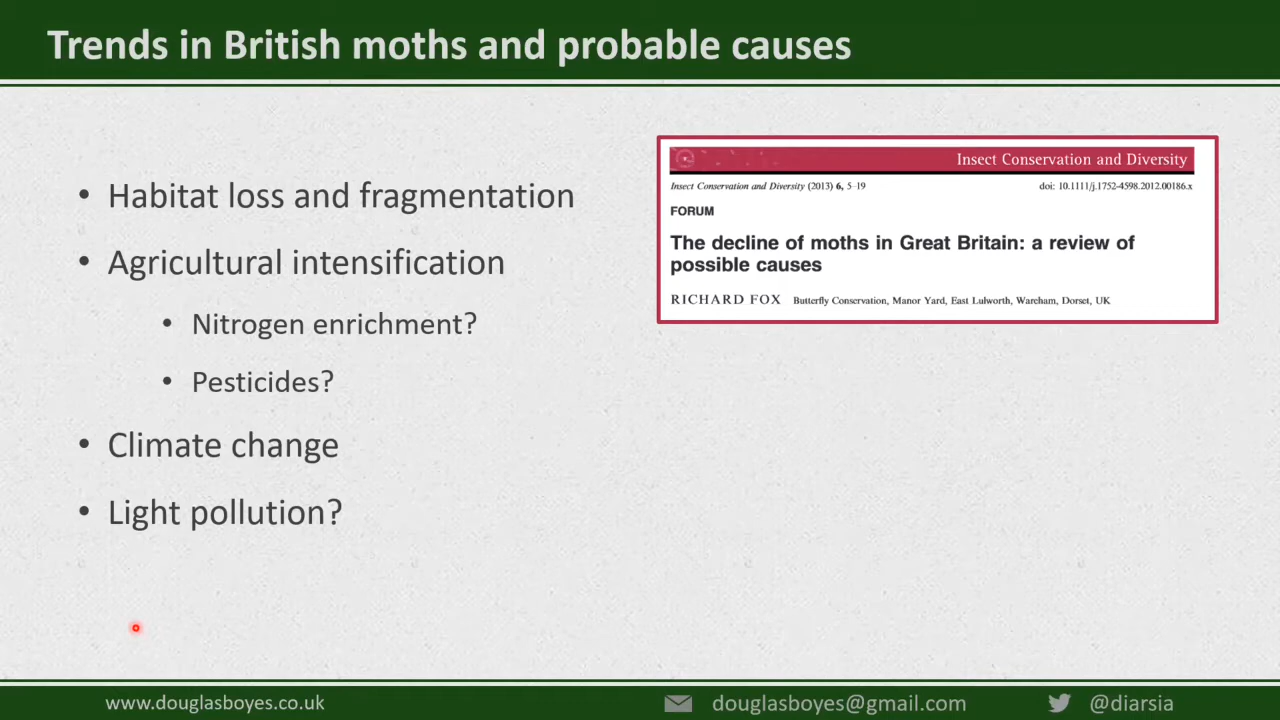 Trends in British moths and probable causes
• Habitat loss and fragmentation
• Agricultural intensification
• Nitrogen enrichment?
• Pesticides?
• Climate change
• Light pollution?
Insect Conservation and Diversity
Insect Conservation and Diversity (2013) 6, 5–19 doi: 10.1111/j.1752-4598.2012.00186.x
FORUM
The decline of moths in Great Britain: a review of
possible causes
RICHARD FOX Butterfly Conservation, Manor Yard, East Lulworth, Wareham, Dorset, UK
www.douglasboyes.co.uk douglasboyes@gmail.com @diarsia